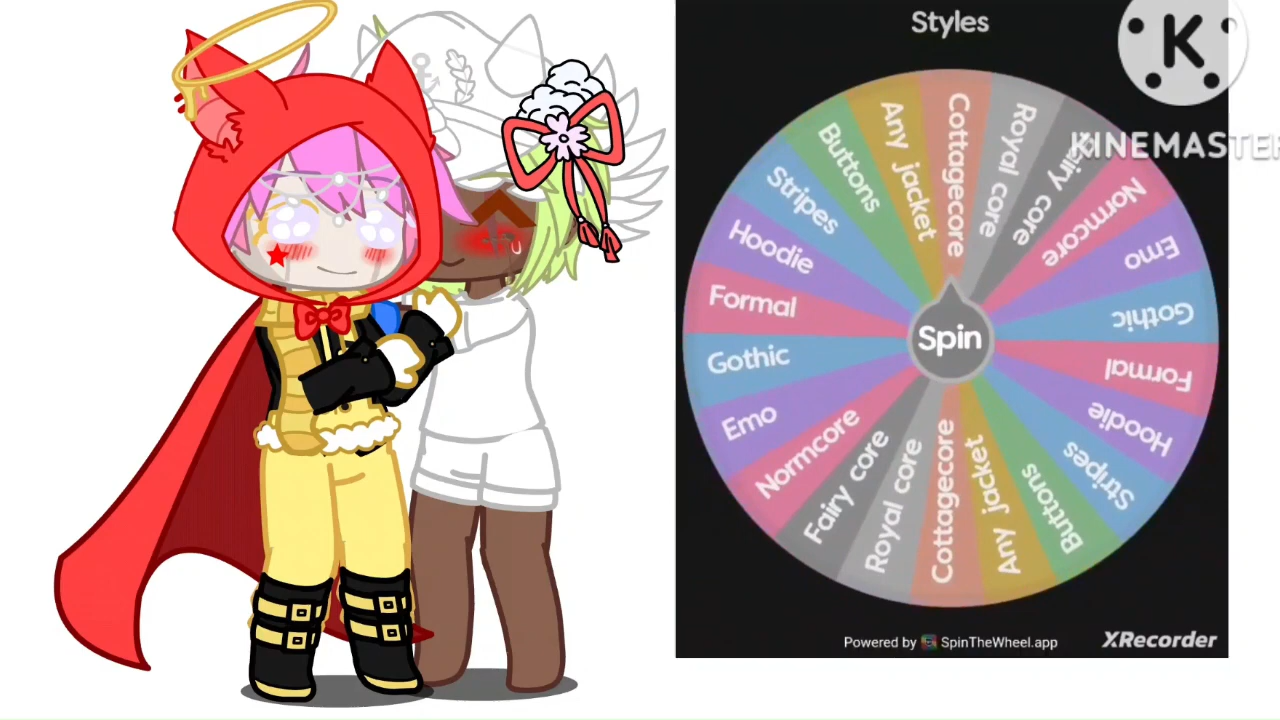 Styles
K
KINEMASTER
Cottagecore
Royal core
Fairy core
Normcore
Emo
Gothic
Formal
Hoodie
Stripes
Buttons
Any jacket
Cottagecore
Royal core
Fairy core
Normcore
Emo
Gothic
Formal
Hoodie
Stripes
Buttons
Any jacket
Spin
Powered by SpinTheWheel.app
XRecorder